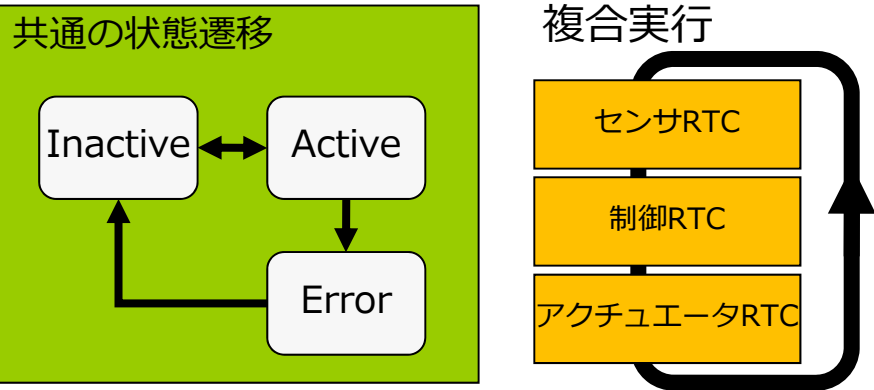 共通の状態遷移
Inactive
Active
Error
複合実行
センサRTC
制御RTC
アクチュエータRTC